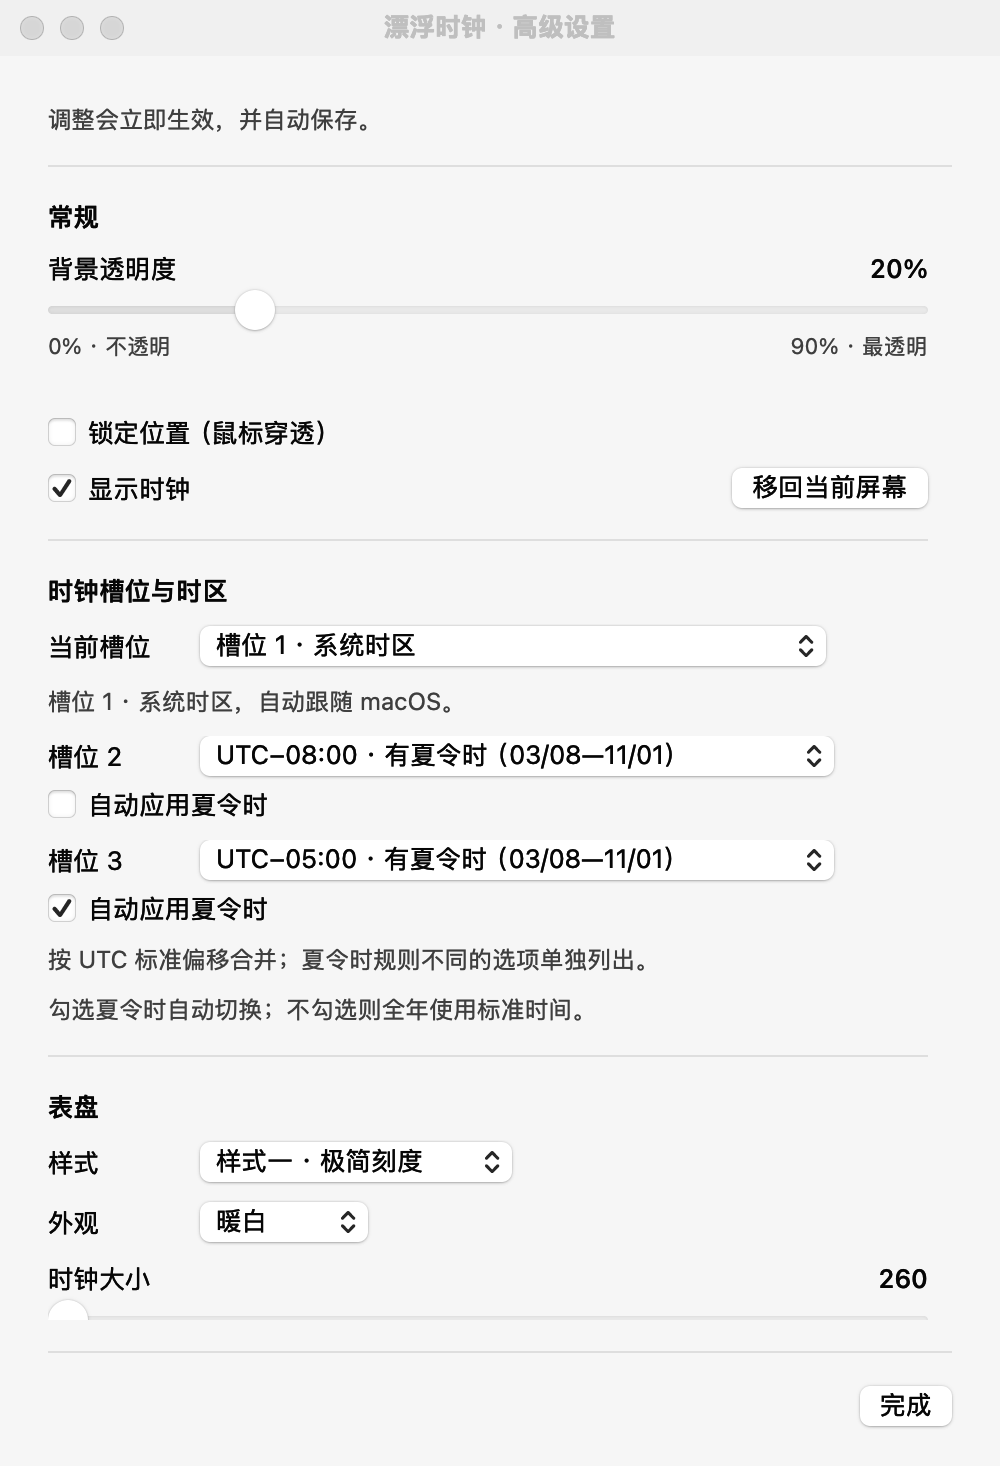 漂浮时钟 · 高级设置
调整会立即生效，并自动保存。
常规
背景透明度 20%
0% · 不透明 90% · 最透明
锁定位置（鼠标穿透）
显示时钟 移回当前屏幕
时钟槽位与时区
当前槽位 槽位 1 · 系统时区
槽位 1 · 系统时区，自动跟随 macOS。
槽位 2 UTC−08:00 · 有夏令时（03/08—11/01）
自动应用夏令时
槽位 3 UTC−05:00 · 有夏令时（03/08—11/01）
自动应用夏令时
按 UTC 标准偏移合并；夏令时规则不同的选项单独列出。
勾选夏令时自动切换；不勾选则全年使用标准时间。
表盘
样式 样式一 · 极简刻度
外观 暖白
时钟大小 260
完成